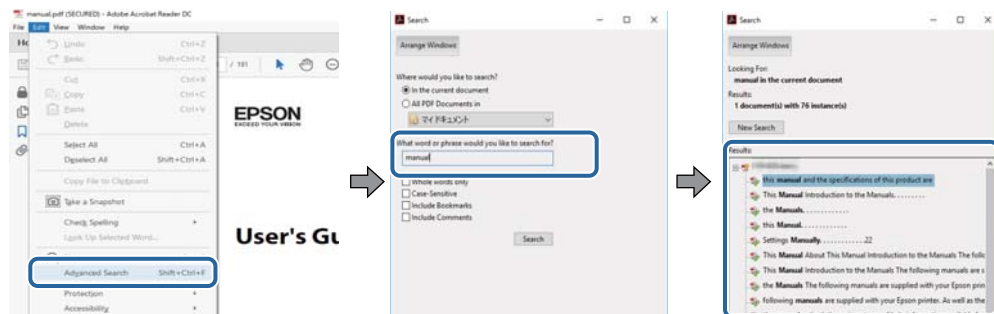 manual.pdf (SECURED) - Adobe Acrobat Reader DC
File Edit View Window Help
Undo Ctrl+Z
Redo Shift+Ctrl+Z
Cut Ctrl+X
Copy Ctrl+C
Paste Ctrl+V
Delete
Select All Ctrl+A
Deselect All Shift+Ctrl+A
Copy File to Clipboard
Take a Snapshot
Check Spelling
Look Up Selected Word...
Advanced Search Shift+Ctrl+F
Protection
Accessibility
/ 191
EPSON
EXCEED YOUR VISION
User's Gu
Search
Arrange Windows
Where would you like to search?
In the current document
All PDF Documents in
マイ ドキュメント
What word or phrase would you like to search for?
manual
Whole words only
Case-Sensitive
Include Bookmarks
Include Comments
Search
Search
Arrange Windows
Looking For:
manual in the current document
Results:
1 document(s) with 76 instance(s)
New Search
Results:
this manual and the specifications of this product are
This Manual Introduction to the Manuals. . . . . . . . .
the Manuals. . . . . . . . . . . . .
this Manual. . . . . . . . . . . . .
Settings Manually. . . . . . . . . . . . .22
This Manual About This Manual Introduction to the Manuals The follo
This Manual Introduction to the Manuals The following manuals are s
the Manuals The following manuals are supplied with your Epson prin
following manuals are supplied with your Epson printer. As well as the